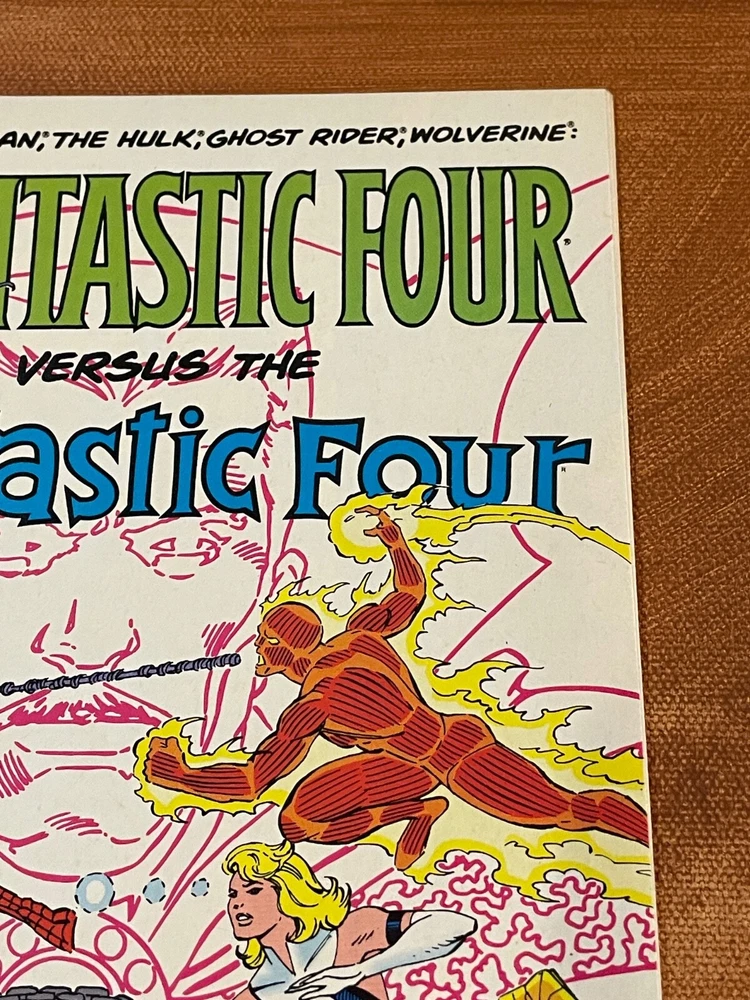 AN,® THE HULK,® GHOST RIDER,® WOLVERINE®:
NTASTIC FOUR®
VERSUS THE
astic Four